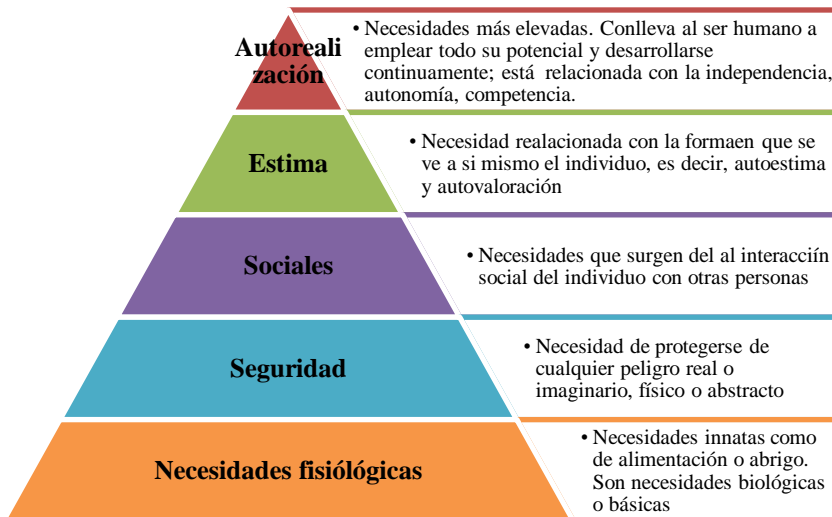 Autoreali
zación
• Necesidades más elevadas. Conlleva al ser humano a
emplear todo su potencial y desarrollarse
continuamente; está relacionada con la independencia,
autonomía, competencia.
Estima
• Necesidad realacionada con la formaen que se
ve a si mismo el individuo, es decir, autoestima
y autovaloración
Sociales
• Necesidades que surgen del al interacciín
social del individuo con otras personas
Seguridad
• Necesidad de protegerse de
cualquier peligro real o
imaginario, físico o abstracto
Necesidades fisiólógicas
• Necesidades innatas como
de alimentación o abrigo.
Son necesidades biológicas
o básicas